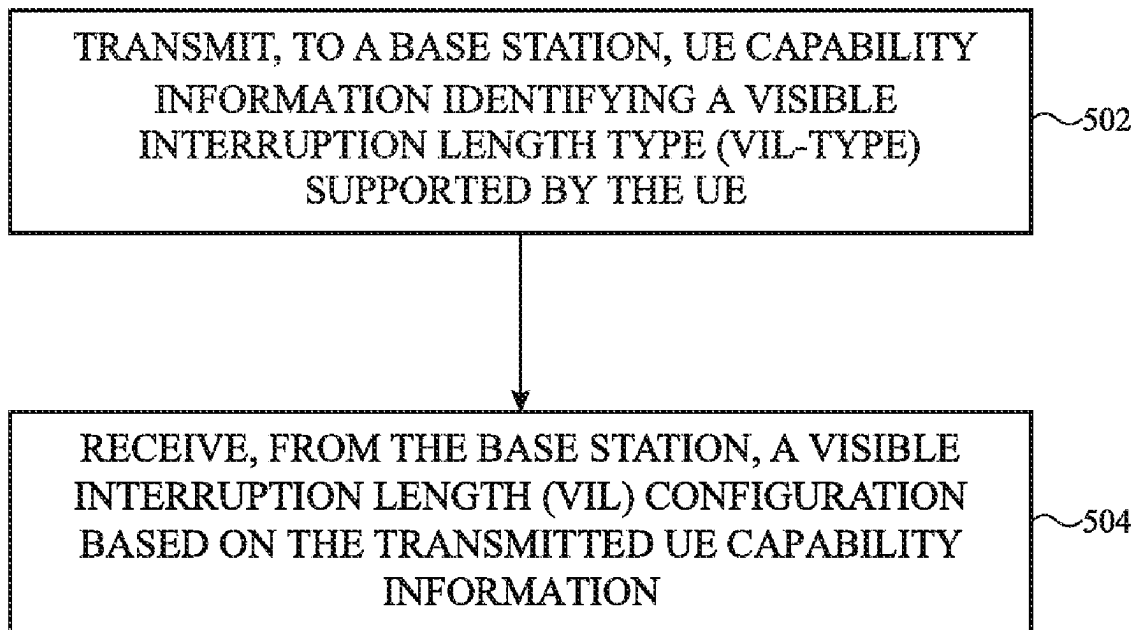 TRANSMIT, TO A BASE STATION, UE CAPABILITY
INFORMATION IDENTIFYING A VISIBLE
INTERRUPTION LENGTH TYPE (VIL-TYPE)
SUPPORTED BY THE UE
502
RECEIVE, FROM THE BASE STATION, A VISIBLE
INTERRUPTION LENGTH (VIL) CONFIGURATION
BASED ON THE TRANSMITTED UE CAPABILITY
INFORMATION
504